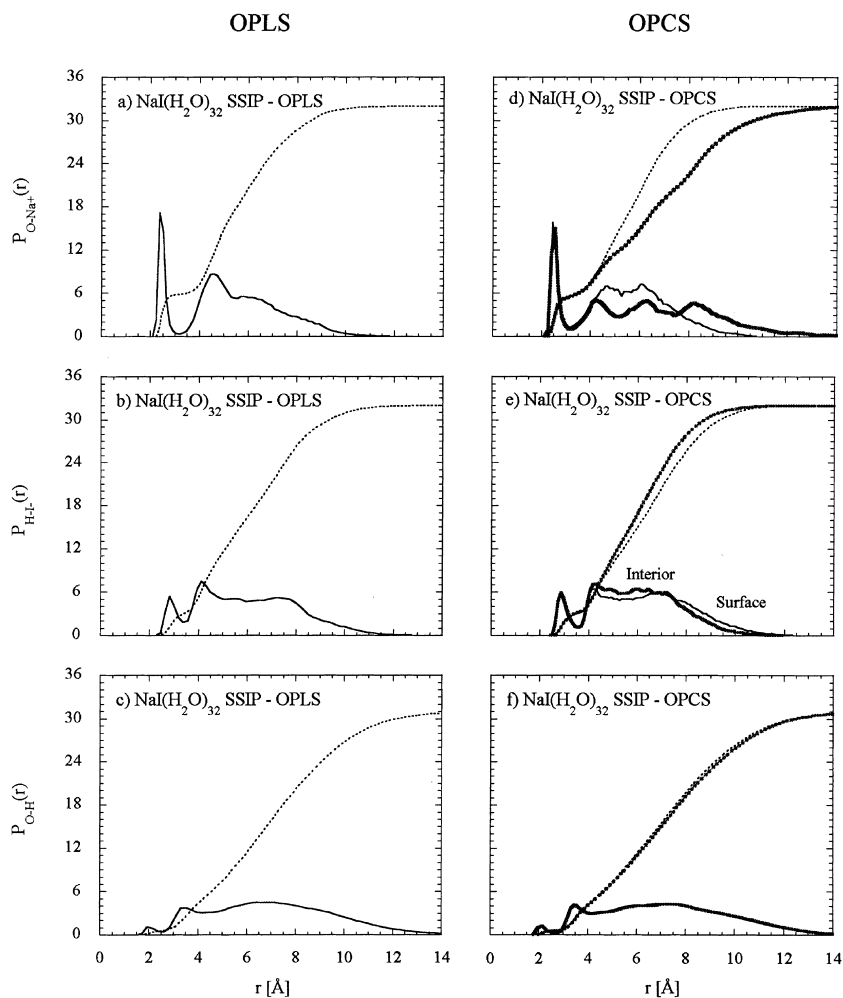 OPLS OPCS
36
30
24
18
12
6
0
P_O-Na+(r)
a) NaI(H2O)32 SSIP - OPLS
d) NaI(H2O)32 SSIP - OPCS
36
30
24
18
12
6
0
P_H-I-(r)
b) NaI(H2O)32 SSIP - OPLS
e) NaI(H2O)32 SSIP - OPCS
Interior
Surface
36
30
24
18
12
6
0
P_O-H(r)
c) NaI(H2O)32 SSIP - OPLS
f) NaI(H2O)32 SSIP - OPCS
0 2 4 6 8 10 12 14 0 2 4 6 8 10 12 14
r [Å] r [Å]